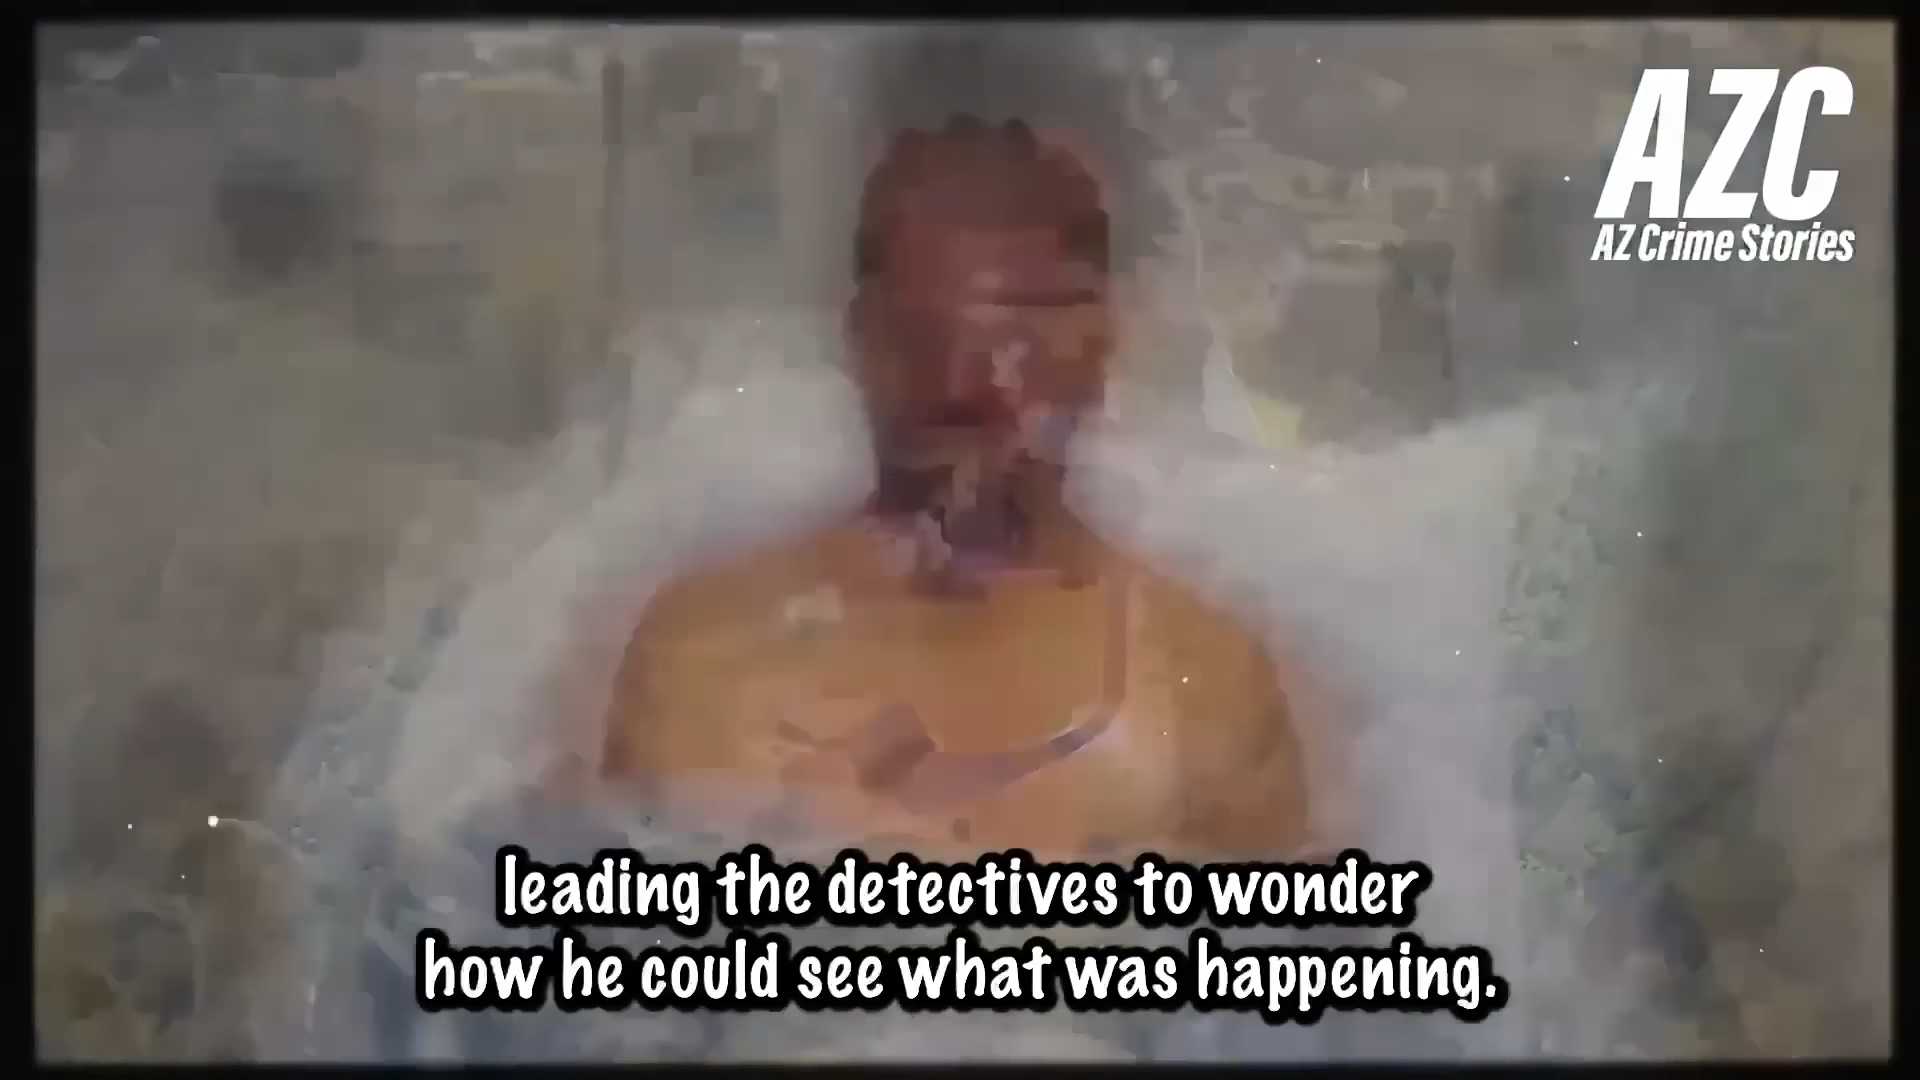 AZC
AZ Crime Stories
leading the detectives to wonder
how he could see what was happening.